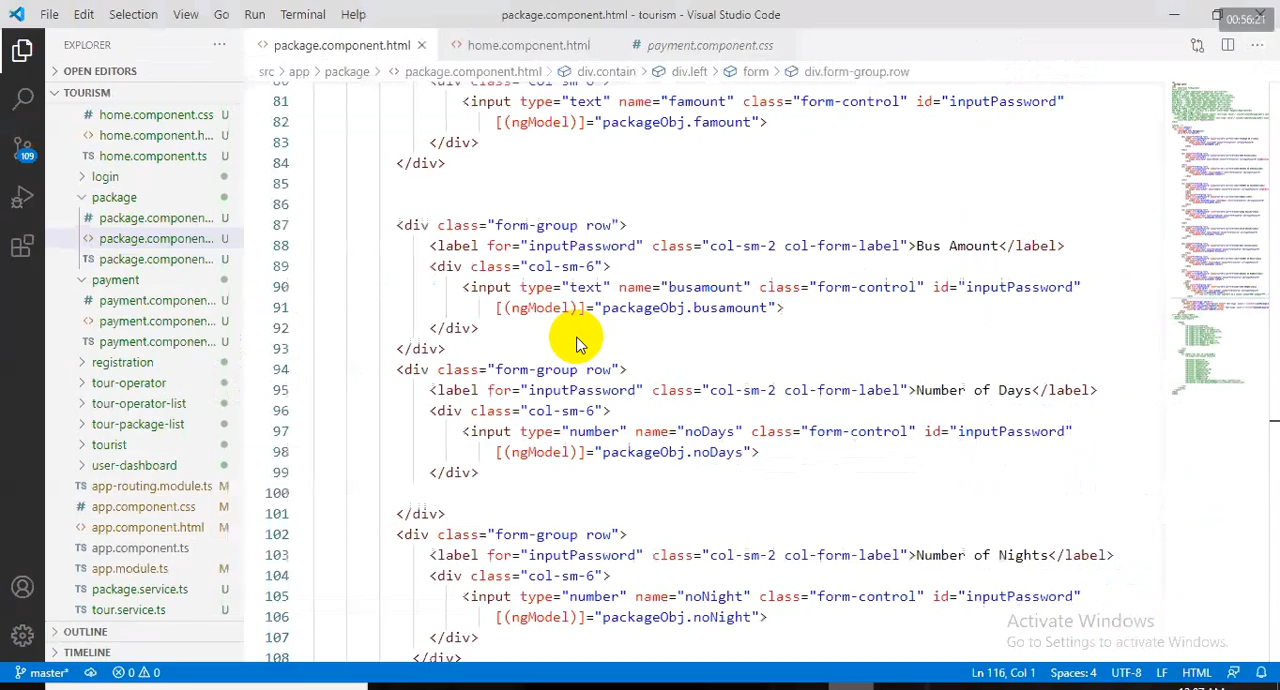 File Edit Selection View Go Run Terminal Help
package.component.html - tourism - Visual Studio Code
00:56:21
EXPLORER
package.component.html
home.component.html
payment.component.css
OPEN EDITORS
src > app > package > package.component.html > div.contain > div.left > form > div.form-group.row
TOURISM
home.component.css U
home.component.h... U
home.component.ts U
login
package
package.componen... U
package.componen... U
package.componen... U
payment.componen... U
payment.componen... U
payment.componen... U
registration
tour-operator
tour-operator-list
tour-package-list
tourist
user-dashboard
app-routing.module.ts M
app.component.css M
app.component.html M
app.component.ts
app.module.ts M
package.service.ts U
tour.service.ts U
OUTLINE
TIMELINE
109
81 <input type="text" name="famount" class="form-control" id="inputPassword"
82 [(ngModel)]="packageObj.famount">
83 </div>
84 </div>
85
86
87 <div class="form-group row">
88 <label for="inputPassword" class="col-sm-2 col-form-label">Bus Amount</label>
89 <div class="col-sm-6">
90 <input type="text" name="busamount" class="form-control" id="inputPassword"
91 [(ngModel)]="packageObj.busamount">
92 </div>
93 </div>
94 <div class="form-group row">
95 <label for="inputPassword" class="col-sm-2 col-form-label">Number of Days</label>
96 <div class="col-sm-6">
97 <input type="number" name="noDays" class="form-control" id="inputPassword"
98 [(ngModel)]="packageObj.noDays">
99 </div>
100
101 </div>
102 <div class="form-group row">
103 <label for="inputPassword" class="col-sm-2 col-form-label">Number of Nights</label>
104 <div class="col-sm-6">
105 <input type="number" name="noNight" class="form-control" id="inputPassword"
106 [(ngModel)]="packageObj.noNight">
107 </div>
108 </div>
Activate Windows
Go to Settings to activate Windows.
master* 0 0 Ln 116, Col 1 Spaces: 4 UTF-8 LF HTML